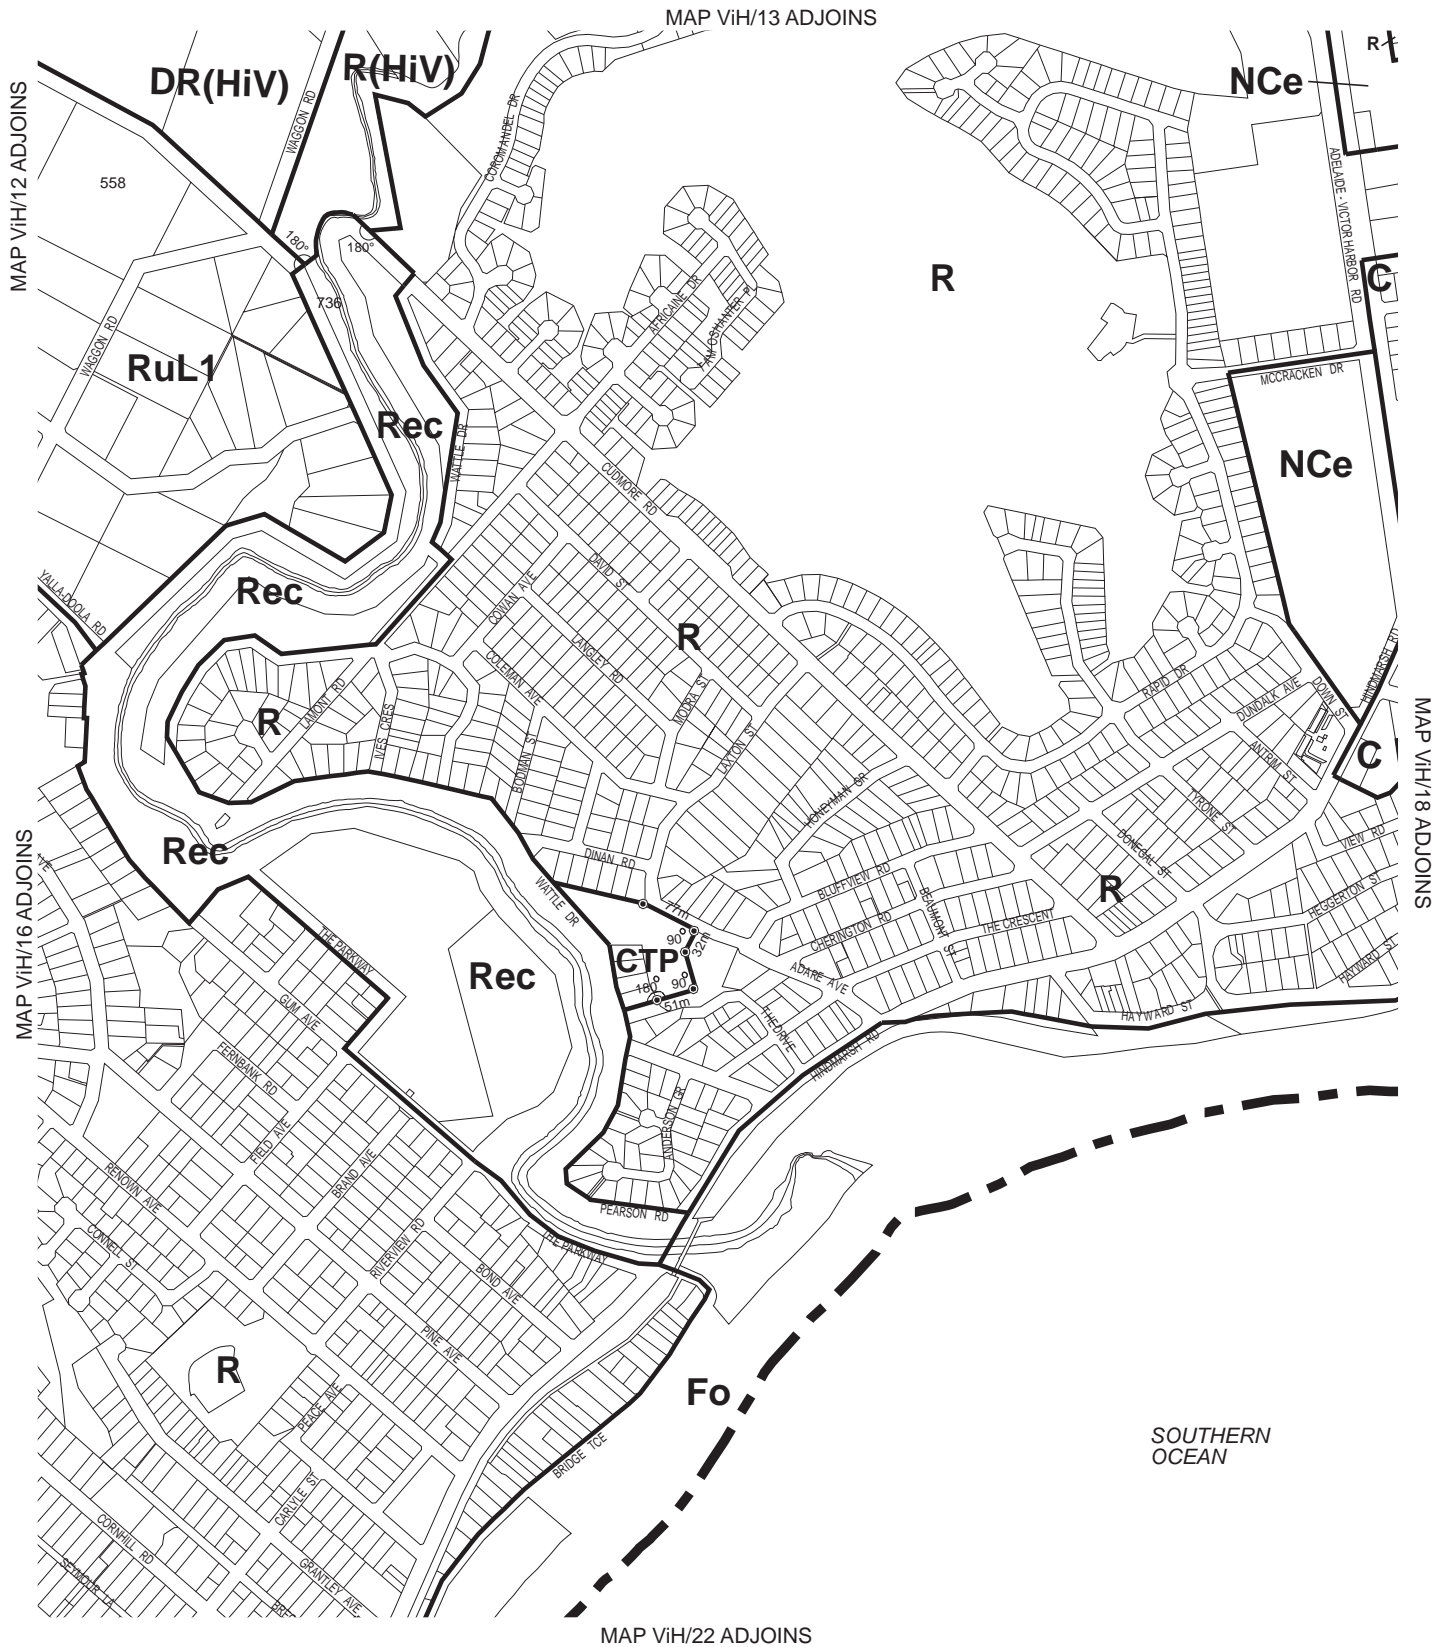 MAP ViH/13 ADJOINS
DR(HiV)
R(HiV)
NCe
R
MAP ViH/12 ADJOINS
WAGGON RD
COROMANDEL DR
558
ADELAIDE - VICTOR HARBOR RD
180°
180°
R
C
736
AFRICAINE DR
WAGGON RD
RuL1
MCCRACKEN DR
Rec
WATTLE DR
NCe
CUDMORE RD
DAVID ST
YALLA-DOOLA RD
Rec
COWAN AVE
LANGLEY RD
R
COLEMAN AVE
HINDMARSH RD
RAPID DR
LAMONT RD
MODRA ST
DOWN ST
DUNDALK AVE
R
IVES CRES
LAXTON ST
BODMAN ST
ANTRIM ST
C
MAP ViH/18 ADJOINS
TYRONE ST
HONEYMAN GR
MAP ViH/16 ADJOINS
AVE
Rec
DINAN RD
DONEGAL ST
VIEW RD
WATTLE DR
BLUFFVIEW RD
R
HEGGERTON ST
BEAUMONT ST
77m
THE CRESCENT
CHERINGTON RD
THE PARKWAY
90°
32m
CTP
Rec
ADARE AVE
HAYWARD ST
180°
90°
51m
GUM AVE
HAYWARD ST
THE DRIVE
HINDMARSH RD
FERNBANK RD
FIELD AVE
ANDERSON GR
BRAND AVE
RENOWN AVE
PEARSON RD
CONNELL ST
RIVERVIEW RD
THE PARKWAY
BOND AVE
PINE AVE
R
Fo
PEACE AVE
BRIDGE TCE
SOUTHERN
OCEAN
CARLYLE ST
CORNHILL RD
GRANTLEY AVE
SEYMOUR LA
MAP ViH/22 ADJOINS